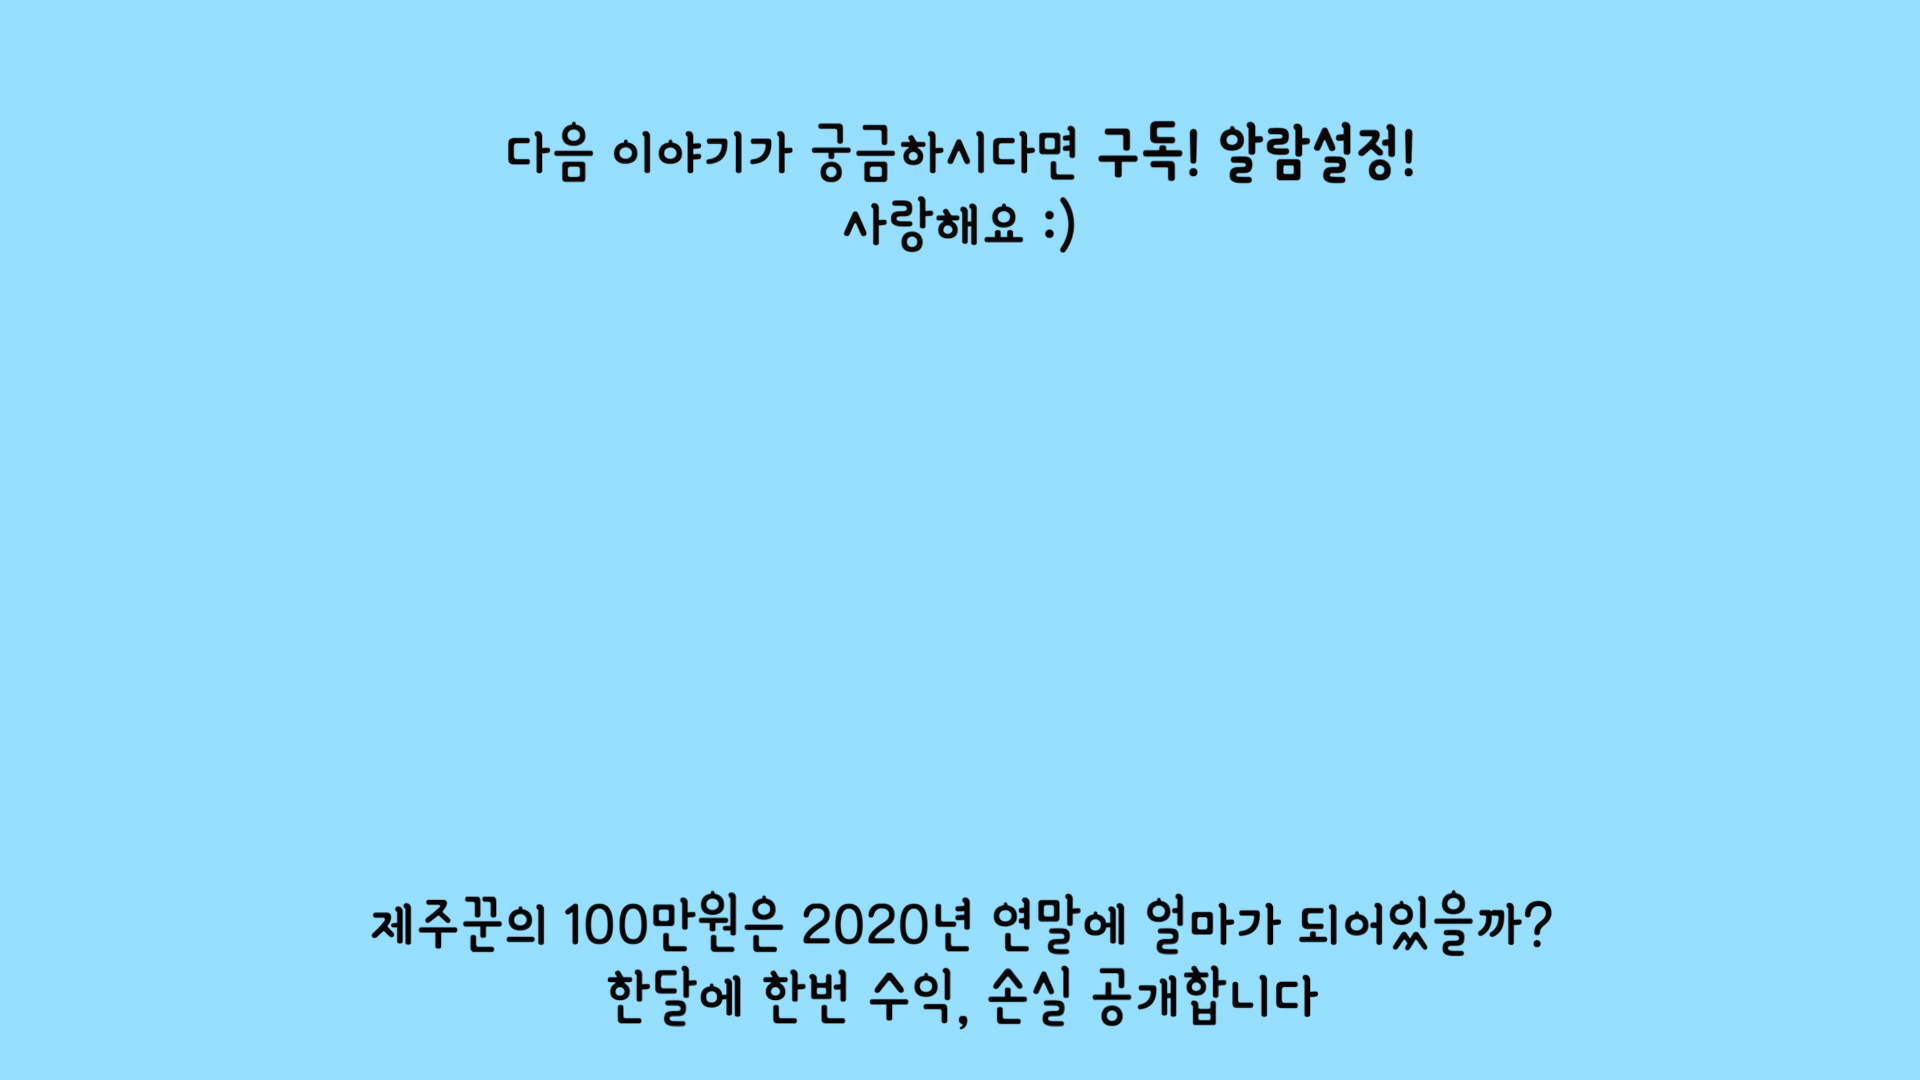 다음 이야기가 궁금하시다면 구독! 알람설정!
사랑해요 :)
제주꾼의 100만원은 2020년 연말에 얼마가 되어있을까?
한달에 한번 수익, 손실 공개합니다